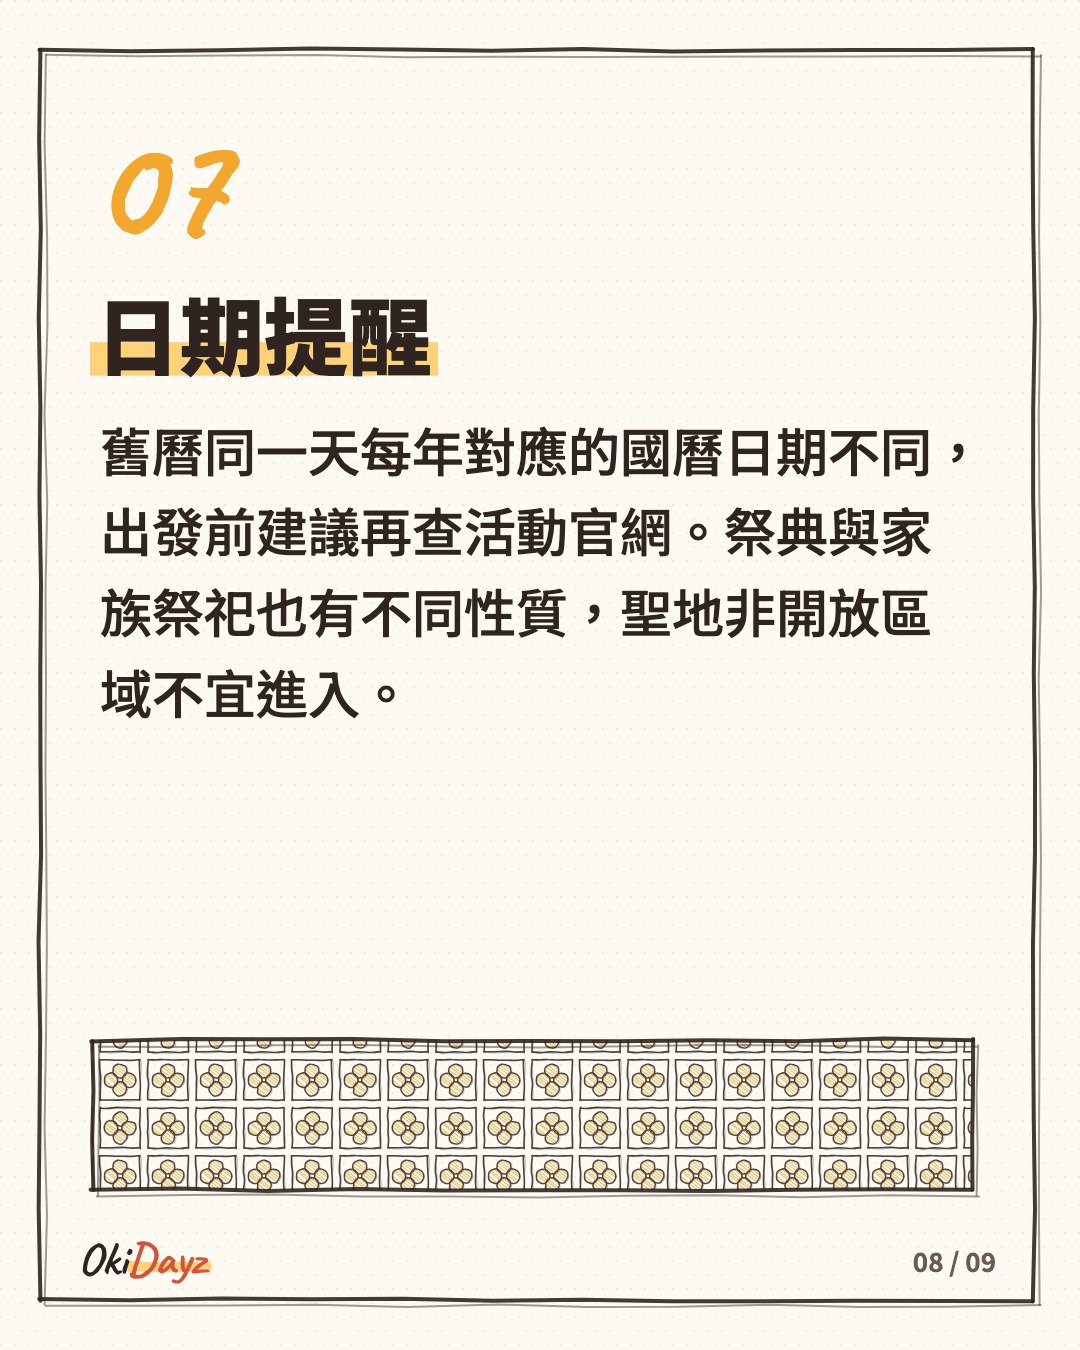 07
日期提醒
舊曆同一天每年對應的國曆日期不同，
出發前建議再查活動官網。祭典與家
族祭祀也有不同性質，聖地非開放區
域不宜進入。
OkiDayz
08 / 09